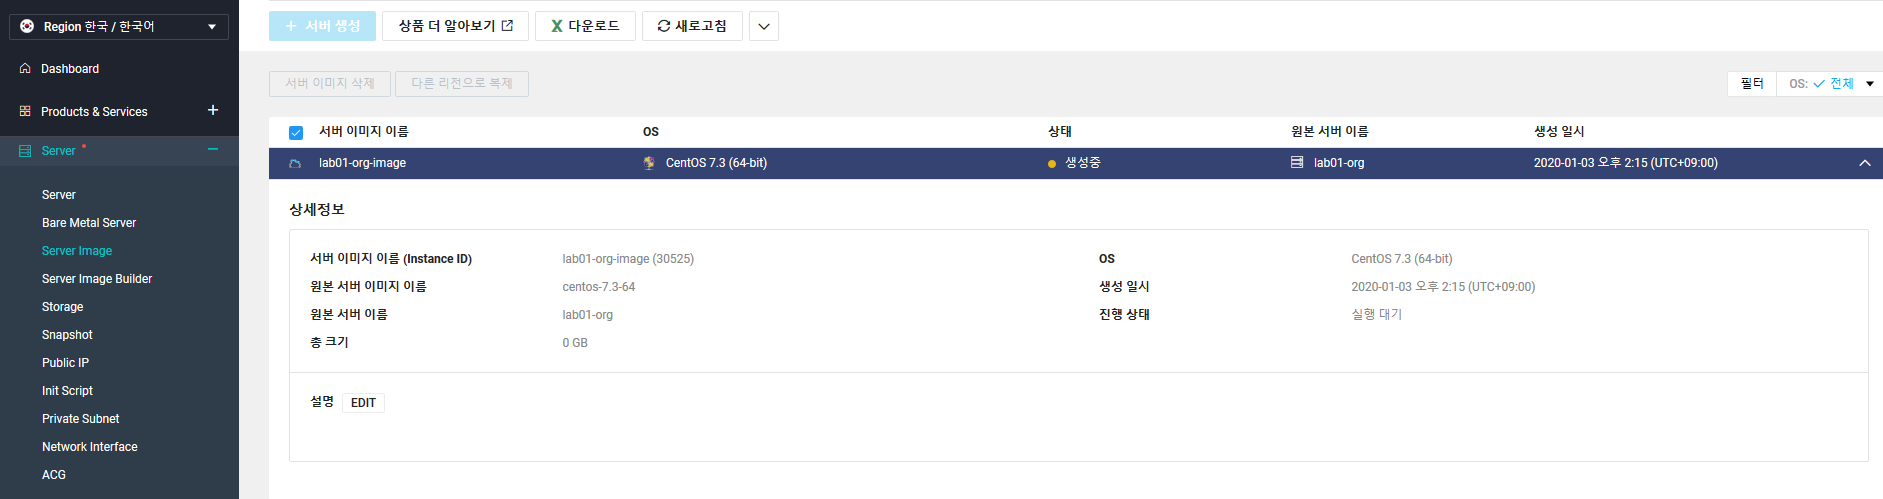 Region 한국 / 한국어
Dashboard
Products & Services
Server
Server
Bare Metal Server
Server Image
Server Image Builder
Storage
Snapshot
Public IP
Init Script
Private Subnet
Network Interface
ACG
+ 서버 생성 상품 더 알아보기 다운로드 새로고침
서버 이미지 삭제 다른 리전으로 복제 필터 OS: 전체
서버 이미지 이름 OS 상태 원본 서버 이름 생성 일시
lab01-org-image CentOS 7.3 (64-bit) 생성중 lab01-org 2020-01-03 오후 2:15 (UTC+09:00)
상세정보
서버 이미지 이름 (Instance ID) lab01-org-image (30525) OS CentOS 7.3 (64-bit)
원본 서버 이미지 이름 centos-7.3-64 생성 일시 2020-01-03 오후 2:15 (UTC+09:00)
원본 서버 이름 lab01-org 진행 상태 실행 대기
총 크기 0 GB
설명 EDIT